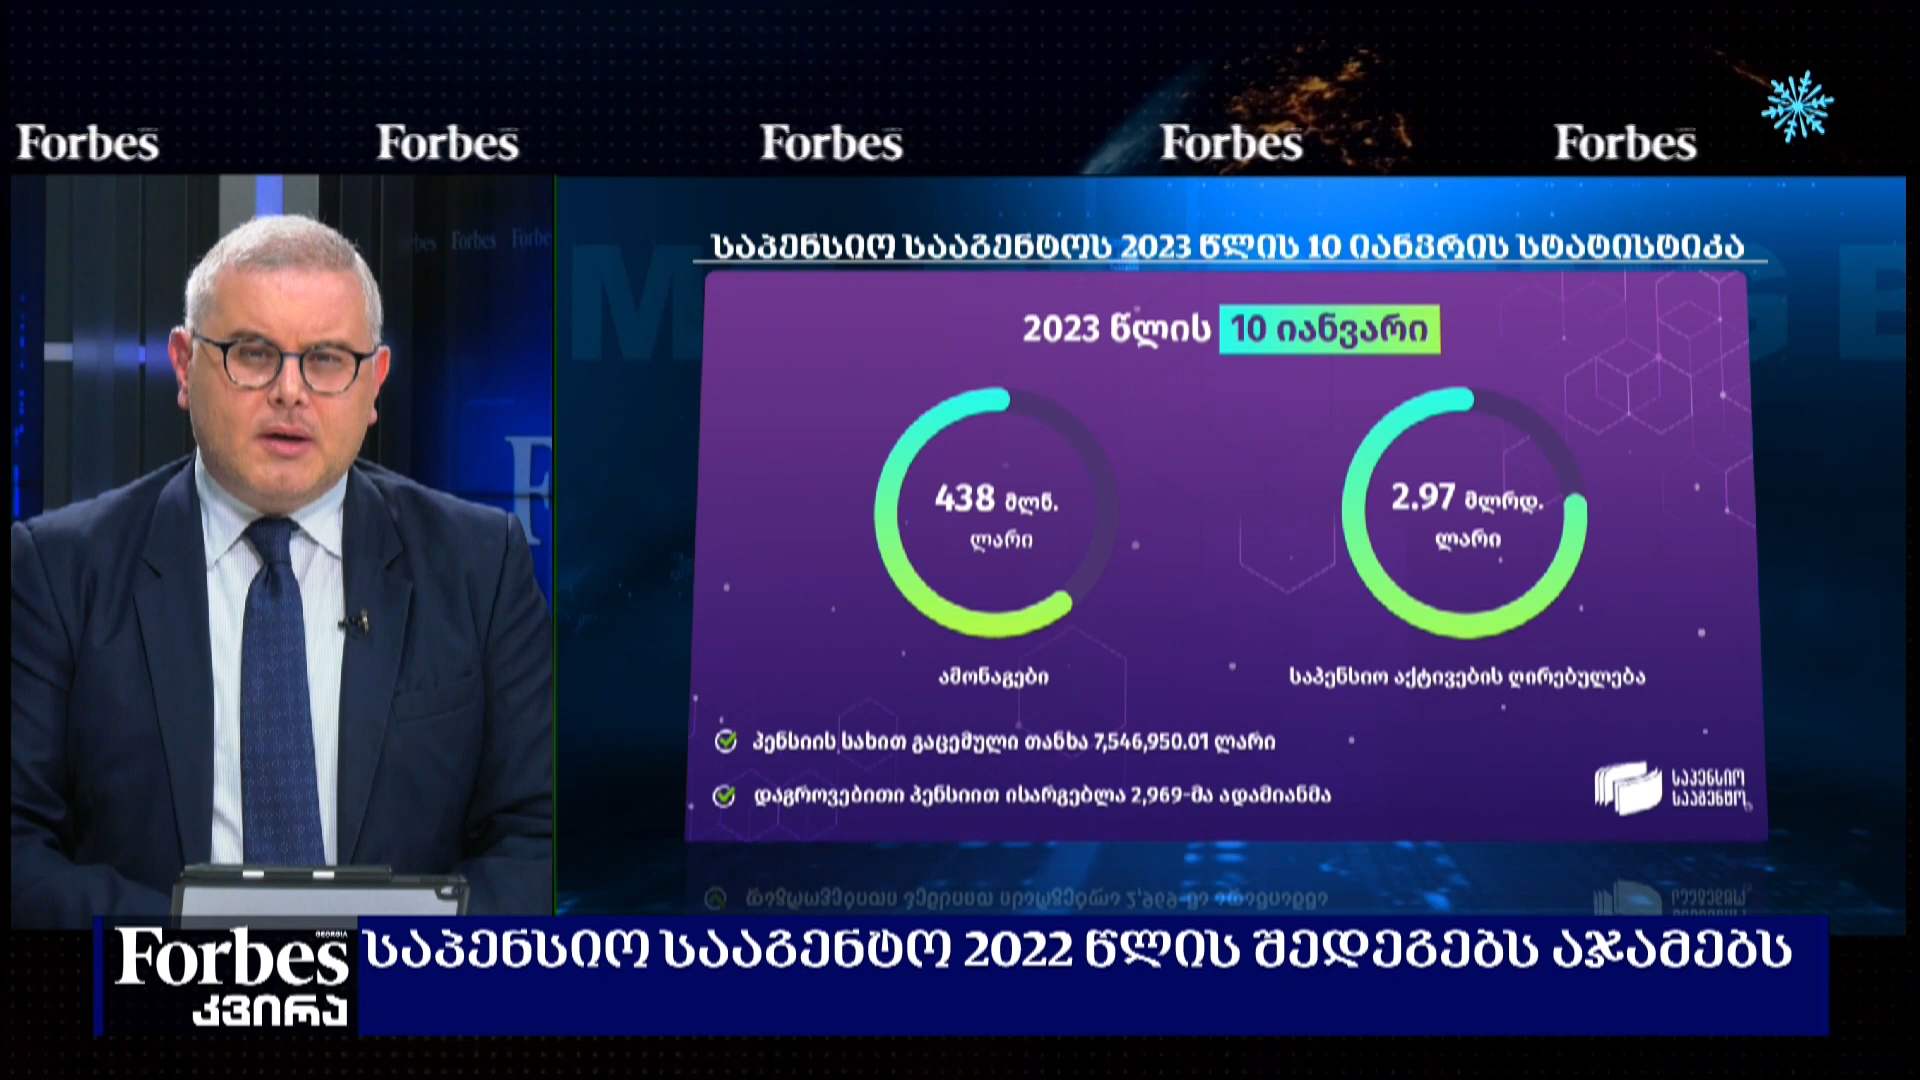 Forbes
Forbes
Forbes
Forbes
Forbes
Forbes
საპენსიო სააგენტოს 2023 წლის 10 იანვრის სტატისტიკა
2023 წლის 10 იანვარი
438 მლნ.
ლარი
2.97 მლრდ.
ლარი
ამონაგები
საპენსიო აქტივების ღირებულება
პენსიის სახით გაცემული თანხა 7,546,950.01 ლარი
დაგროვებითი პენსიით ისარგებლა 2,969-მა ადამიანმა
საპენსიო
სააგენტო
Forbes GEORGIA
კვირა
საპენსიო სააგენტო 2022 წლის შედეგებს აჯამებს